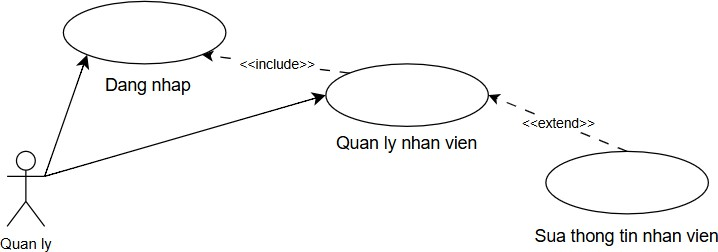 <<include>>
Dang nhap
<<extend>>
Quan ly nhan vien
Quan ly
Sua thong tin nhan vien